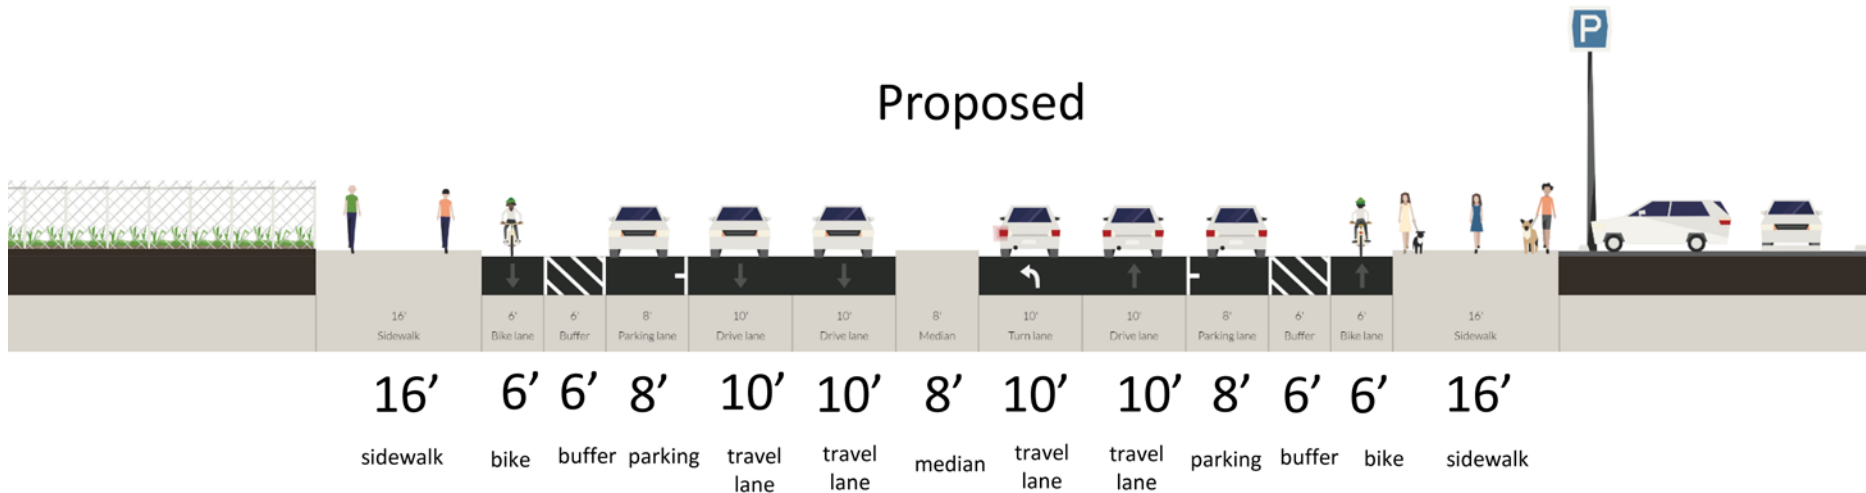 P
Proposed
16' 6' 6' 8' 10' 10' 8' 10' 10' 8' 6' 6' 16'
Sidewalk Bike lane Buffer Parking lane Drive lane Drive lane Median Turn lane Drive lane Parking lane Buffer Bike lane Sidewalk
16’ 6’ 6’ 8’ 10’ 10’ 8’ 10’ 10’ 8’ 6’ 6’ 16’
sidewalk bike buffer parking travel lane travel lane median travel lane travel lane parking buffer bike sidewalk